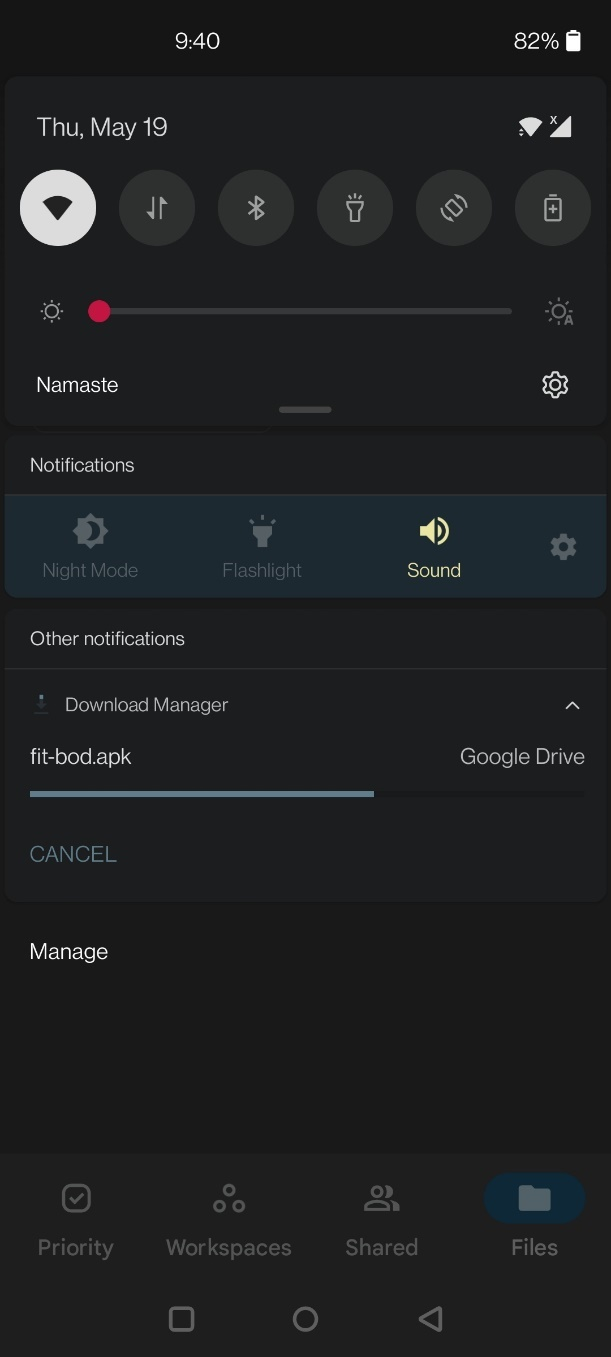 9:40
82%
Thu, May 19
x
A
Namaste
Notifications
Night Mode Flashlight Sound
Other notifications
Download Manager
fit-bod.apk Google Drive
CANCEL
Manage
Priority Workspaces Shared Files